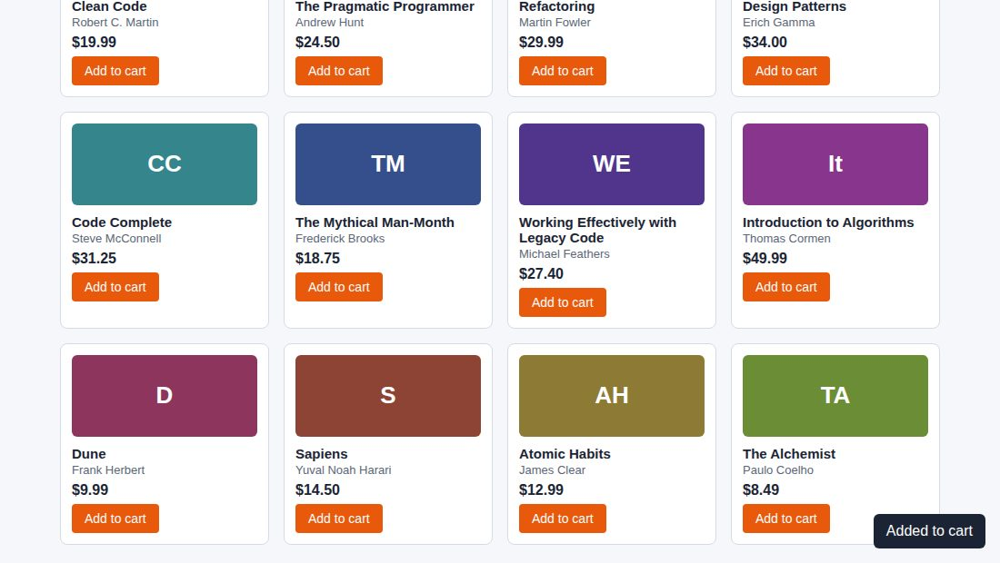 Clean Code
Robert C. Martin
$19.99
Add to cart
The Pragmatic Programmer
Andrew Hunt
$24.50
Add to cart
Refactoring
Martin Fowler
$29.99
Add to cart
Design Patterns
Erich Gamma
$34.00
Add to cart
CC
Code Complete
Steve McConnell
$31.25
Add to cart
TM
The Mythical Man-Month
Frederick Brooks
$18.75
Add to cart
WE
Working Effectively with
Legacy Code
Michael Feathers
$27.40
Add to cart
It
Introduction to Algorithms
Thomas Cormen
$49.99
Add to cart
D
Dune
Frank Herbert
$9.99
Add to cart
S
Sapiens
Yuval Noah Harari
$14.50
Add to cart
AH
Atomic Habits
James Clear
$12.99
Add to cart
TA
The Alchemist
Paulo Coelho
$8.49
Add to cart
Added to cart